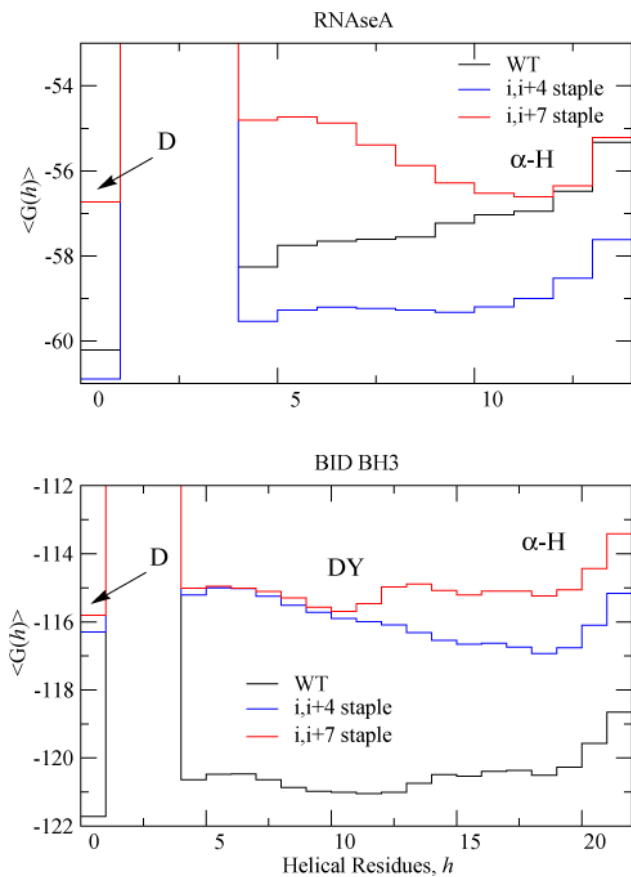 RNAseA
-54
-56
-58
-60
<G(h)>
D
WT
i,i+4 staple
i,i+7 staple
α-H
0
5
10
BID BH3
-112
-114
-116
-118
-120
-122
<G(h)>
D
DY
α-H
WT
i,i+4 staple
i,i+7 staple
0
5
10
15
20
Helical Residues, h